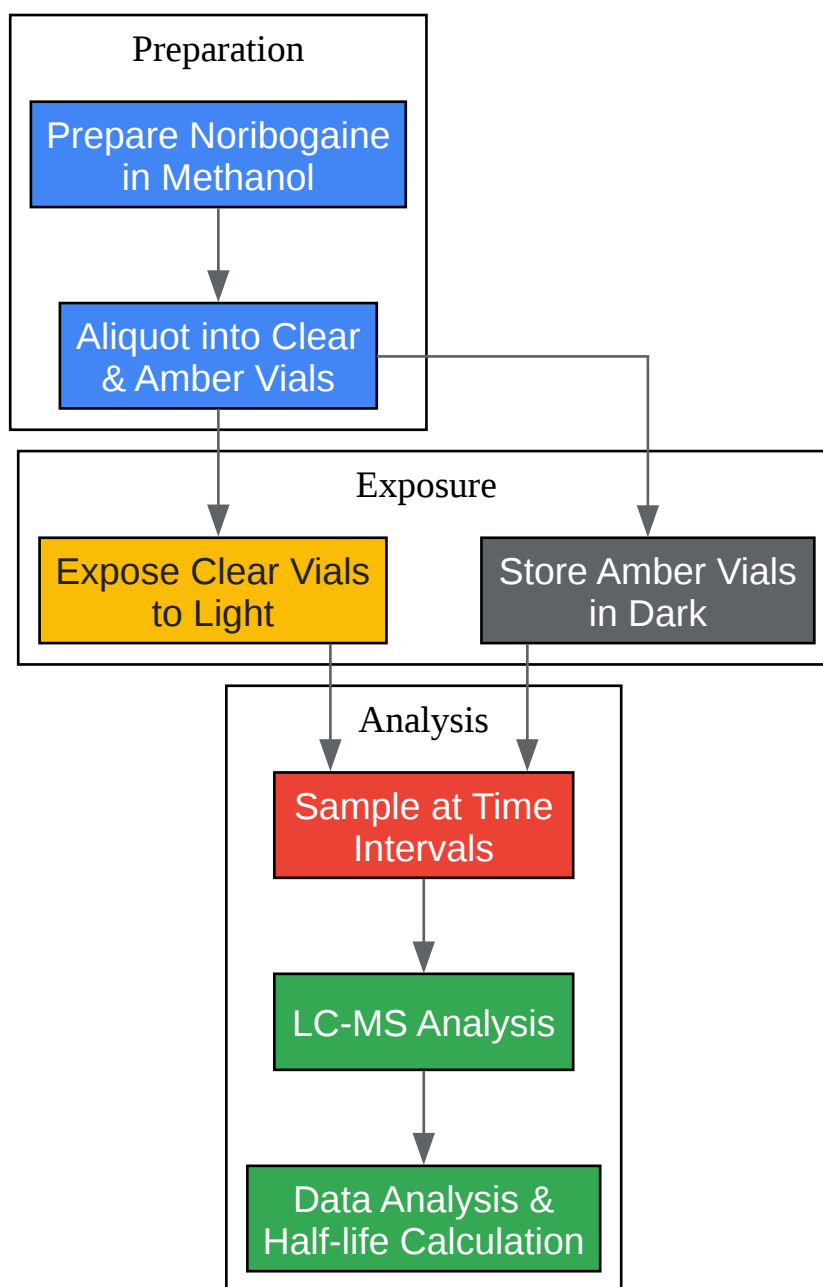 Preparation
Prepare Noribogaine
in Methanol
Aliquot into Clear
& Amber Vials
Exposure
Expose Clear Vials
to Light
Store Amber Vials
in Dark
Analysis
Sample at Time
Intervals
LC-MS Analysis
Data Analysis &
Half-life Calculation